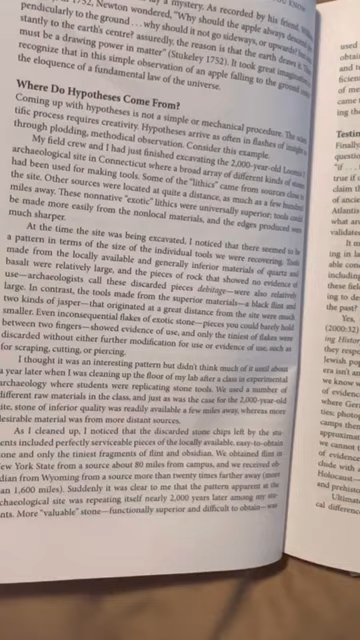 1752, Newton wondered, "Why should the apple always descend
pendicularly to the ground . . . why should it not go sideways, or upwards? but
stantly to the earth's centre? assuredly, the reason is that the earth draws it. There
must be a drawing power in matter" (Stukeley 1752). It took great imagination to
recognize that in this simple observation of an apple falling to the ground
the eloquence of a fundamental law of the universe.
Where Do Hypotheses Come From?
Coming up with hypotheses is not a simple or mechanical procedure. The scien-
tific process requires creativity. Hypotheses arrive as often in flashes of insight as
through plodding, methodical observation. Consider this example.
My field crew and I had just finished excavating the 2,000-year-old Loomis
archaeological site in Connecticut where a broad array of different kinds of stones
had been used for making tools. Some of the "lithics" came from sources close to
the site. Other sources were located at quite a distance, as much as a few hundred
miles away. These nonnative "exotic" lithics were universally superior; tools could
be made more easily from the nonlocal materials, and the edges produced were
much sharper.
At the time the site was being excavated, I noticed that there seemed to be
a pattern in terms of the size of the individual tools we were recovering. Tools
made from the locally available and generally inferior materials of quartz and
basalt were relatively large, and the pieces of rock that showed no evidence of
use—archaeologists call these discarded pieces debitage—were also relatively
large. In contrast, the tools made from the superior materials—a black flint and
two kinds of jasper—that originated at a great distance from the site were much
smaller. Even inconsequential flakes of exotic stone—pieces you could barely hold
between two fingers—showed evidence of use, and only the tiniest of flakes were
discarded without either further modification for use or evidence of use, such as
for scraping, cutting, or piercing.
I thought it was an interesting pattern but didn't think much of it until about
a year later when I was cleaning up the floor of my lab after a class in experimental
archaeology where students were replicating stone tools. We used a number of
different raw materials in the class, and just as was the case for the 2,000-year-old
site, stone of inferior quality was readily available a few miles away, whereas more
desirable material was from more distant sources.
As I cleaned up, I noticed that the discarded stone chips left by the stu-
ents included perfectly serviceable pieces of the locally available, easy-to-obtain
one and only the tiniest fragments of flint and obsidian. We obtained flint in
New York State from a source about 80 miles from campus, and we received ob-
dian from Wyoming from a source more than twenty times farther away (more
an 1,600 miles). Suddenly it was clear to me that the pattern apparent at the
chaeological site was repeating itself nearly 2,000 years later among my stu-
nts. More "valuable" stone—functionally superior and difficult to obtain—was